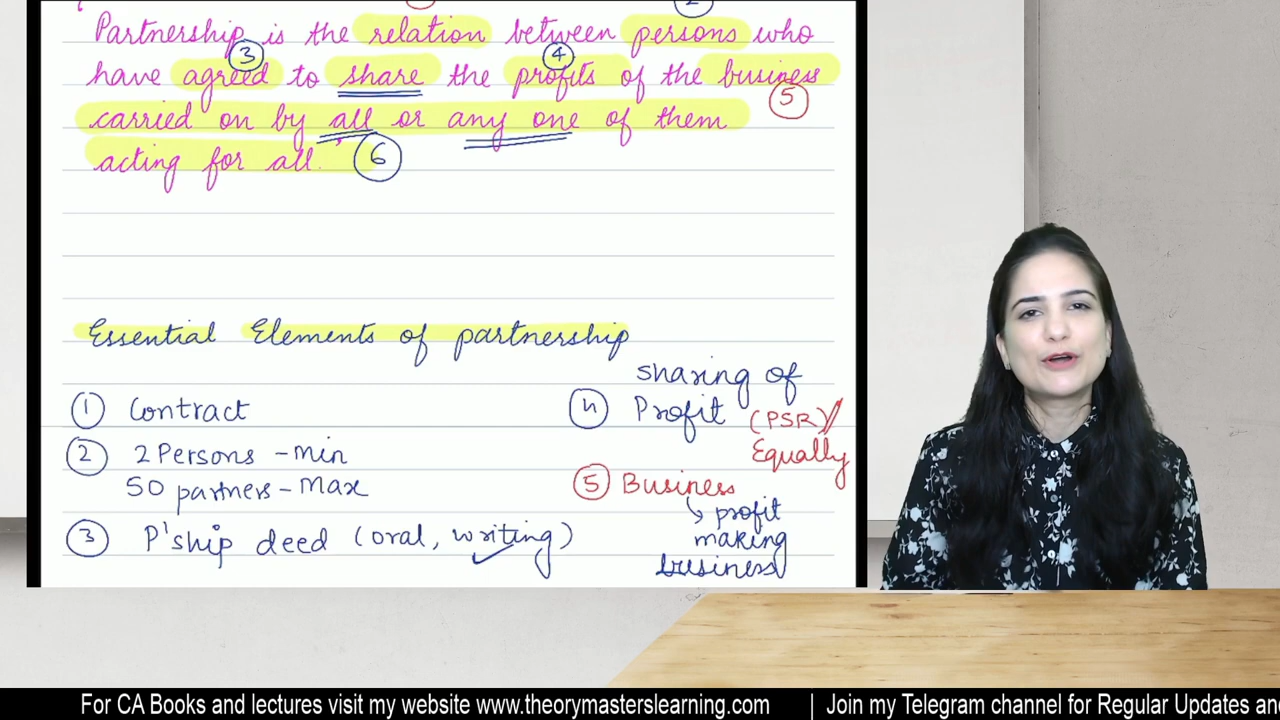 Partnership is the relation between persons who
③ ④
have agreed to share the profits of the business
⑤
carried on by all or any one of them
acting for all." ⑥
Essential Elements of partnership
① Contract
② 2 Persons - min
50 partners - Max
③ P'ship deed (oral, writing)
sharing of
④ Profit (PSR)/
Equally
⑤ Business
↳ profit
making
business
For CA Books and lectures visit my website www.theorymasterslearning.com | Join my Telegram channel for Regular Updates and